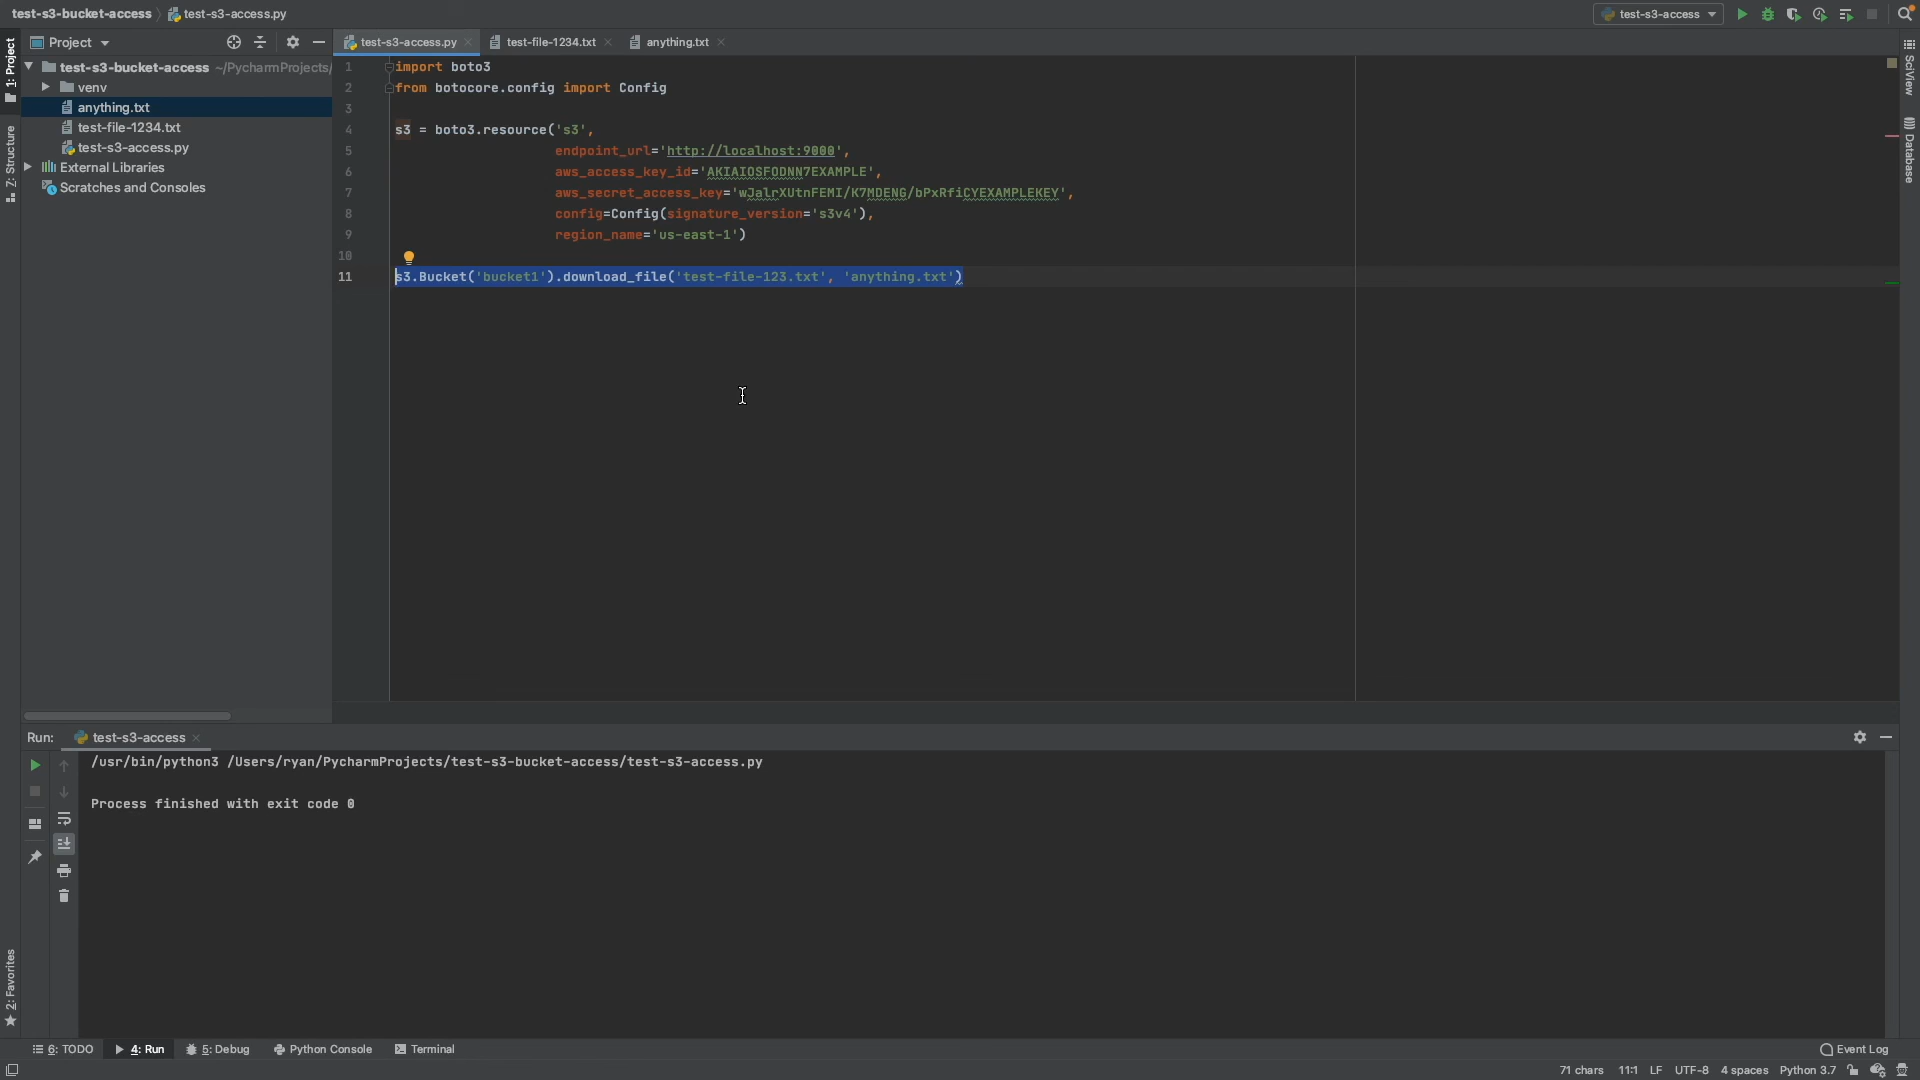 test-s3-bucket-access test-s3-access.py
test-s3-access
Project
test-s3-access.py
test-file-1234.txt
anything.txt
1: Project
Z: Structure
2: Favorites
SciView
Database
test-s3-bucket-access ~/PycharmProjects/
venv
anything.txt
test-file-1234.txt
test-s3-access.py
External Libraries
Scratches and Consoles
1 import boto3
2 from botocore.config import Config
3
4 s3 = boto3.resource('s3',
5 endpoint_url='http://localhost:9000',
6 aws_access_key_id='AKIAIOSFODNN7EXAMPLE',
7 aws_secret_access_key='wJalrXUtnFEMI/K7MDENG/bPxRfiCYEXAMPLEKEY',
8 config=Config(signature_version='s3v4'),
9 region_name='us-east-1')
10
11 s3.Bucket('bucket1').download_file('test-file-123.txt', 'anything.txt')
Run: test-s3-access
/usr/bin/python3 /Users/ryan/PycharmProjects/test-s3-bucket-access/test-s3-access.py
Process finished with exit code 0
6: TODO 4: Run 5: Debug Python Console Terminal Event Log
71 chars 11:1 LF UTF-8 4 spaces Python 3.7